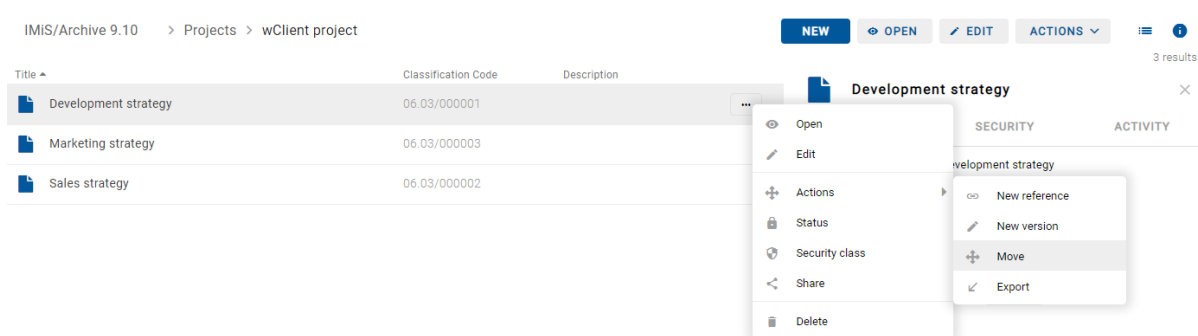 IMiS/Archive 9.10 > Projects > wClient project
NEW OPEN EDIT ACTIONS
3 results
Title Classification Code Description
Development strategy 06.03/000001
Marketing strategy 06.03/000003
Sales strategy 06.03/000002
Development strategy
SECURITY ACTIVITY
velopment strategy
Open
Edit
Actions
Status
Security class
Share
Delete
New reference
New version
Move
Export